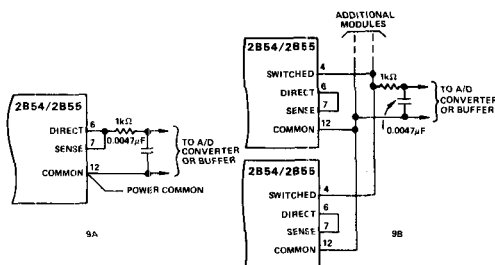 ADDITIONAL
MODULES
2B54/2B55
SWITCHED
4
1kΩ
DIRECT
6
SENSE
7
COMMON
12
0.0047µF
TO A/D
CONVERTER
OR BUFFER
2B54/2B55
DIRECT
6
1kΩ
SENSE
7
0.0047µF
COMMON
12
TO A/D
CONVERTER
OR BUFFER
POWER COMMON
9A
2B54/2B55
SWITCHED
4
DIRECT
6
SENSE
7
COMMON
12
9B